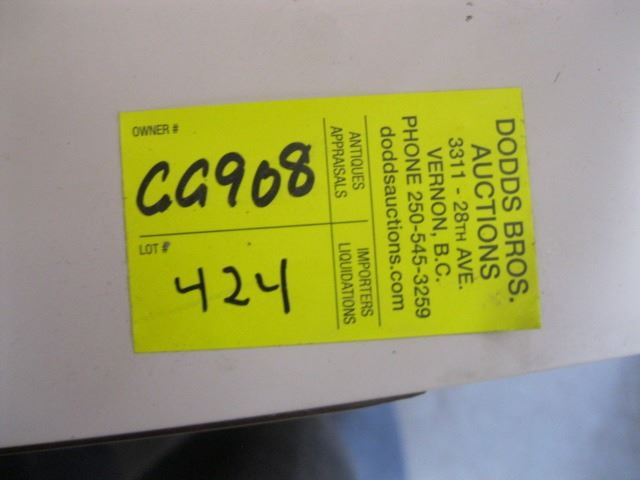 OWNER #
GG908
LOT #
424
ANTIQUES
APPRAISALS
IMPORTERS
LIQUIDATIONS
DODDS BROS.
AUCTIONS
3311 - 28TH AVE.
VERNON, B.C.
PHONE 250-545-3259
doddsauctions.com